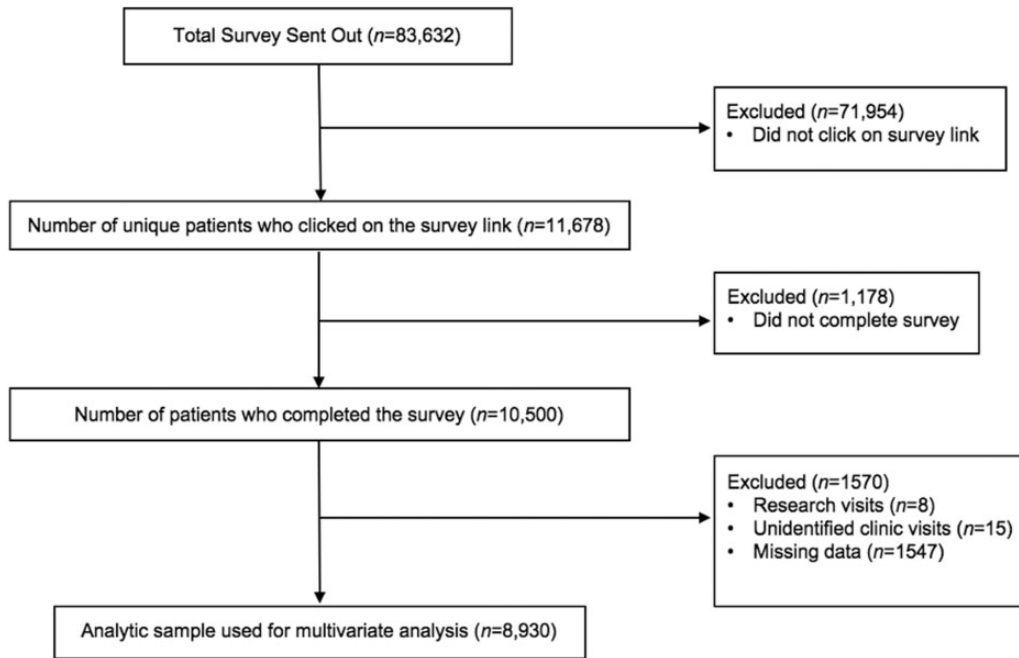 Total Survey Sent Out (n=83,632)
Excluded (n=71,954)
• Did not click on survey link
Number of unique patients who clicked on the survey link (n=11,678)
Excluded (n=1,178)
• Did not complete survey
Number of patients who completed the survey (n=10,500)
Excluded (n=1570)
• Research visits (n=8)
• Unidentified clinic visits (n=15)
• Missing data (n=1547)
Analytic sample used for multivariate analysis (n=8,930)